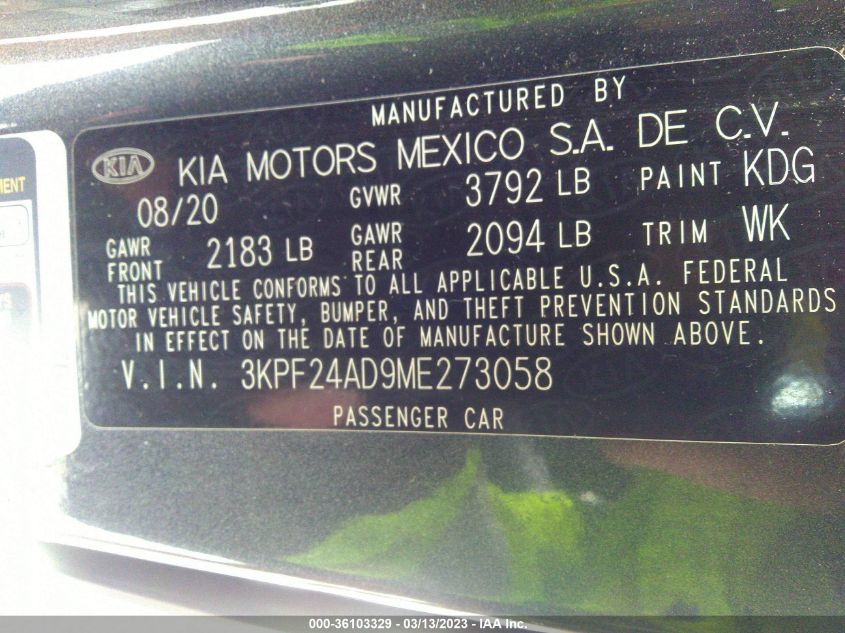 MANUFACTURED BY
KIA KIA MOTORS MEXICO S.A. DE C.V.
08/20 GVWR 3792 LB PAINT KDG
GAWR FRONT 2183 LB GAWR REAR 2094 LB TRIM WK
THIS VEHICLE CONFORMS TO ALL APPLICABLE U.S.A. FEDERAL
MOTOR VEHICLE SAFETY, BUMPER, AND THEFT PREVENTION STANDARDS
IN EFFECT ON THE DATE OF MANUFACTURE SHOWN ABOVE.
V.I.N. 3KPF24AD9ME273058
PASSENGER CAR
000-36103329 - 03/13/2023 - IAA Inc.